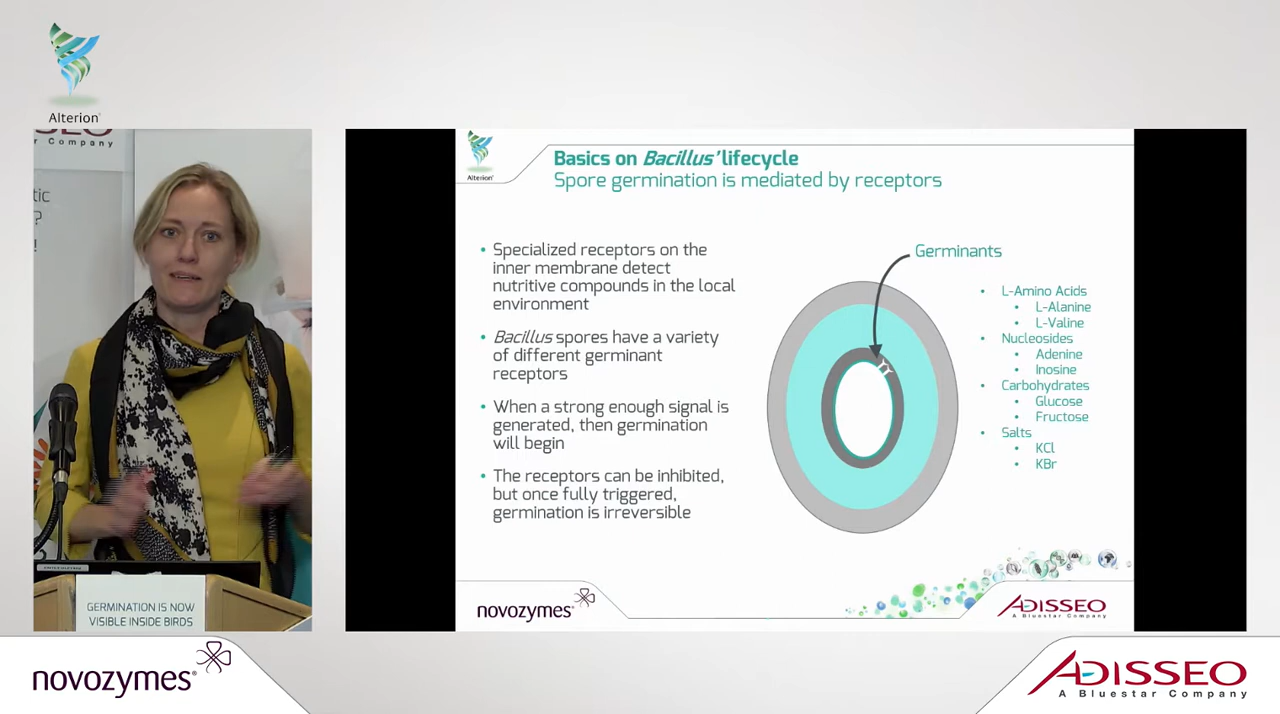 Alterion®
SSEO
r Company
tic
?
!
GERMINATION IS NOW
VISIBLE INSIDE BIRDS
Alterion®
Basics on Bacillus' lifecycle
Spore germination is mediated by receptors
• Specialized receptors on the
inner membrane detect
nutritive compounds in the local
environment
• Bacillus spores have a variety
of different germinant
receptors
• When a strong enough signal is
generated, then germination
will begin
• The receptors can be inhibited,
but once fully triggered,
germination is irreversible
Germinants
• L-Amino Acids
• L-Alanine
• L-Valine
• Nucleosides
• Adenine
• Inosine
• Carbohydrates
• Glucose
• Fructose
• Salts
• KCl
• KBr
novozymes®
ADISSEO
A Bluestar Company
novozymes®
ADISSEO
A Bluestar Company